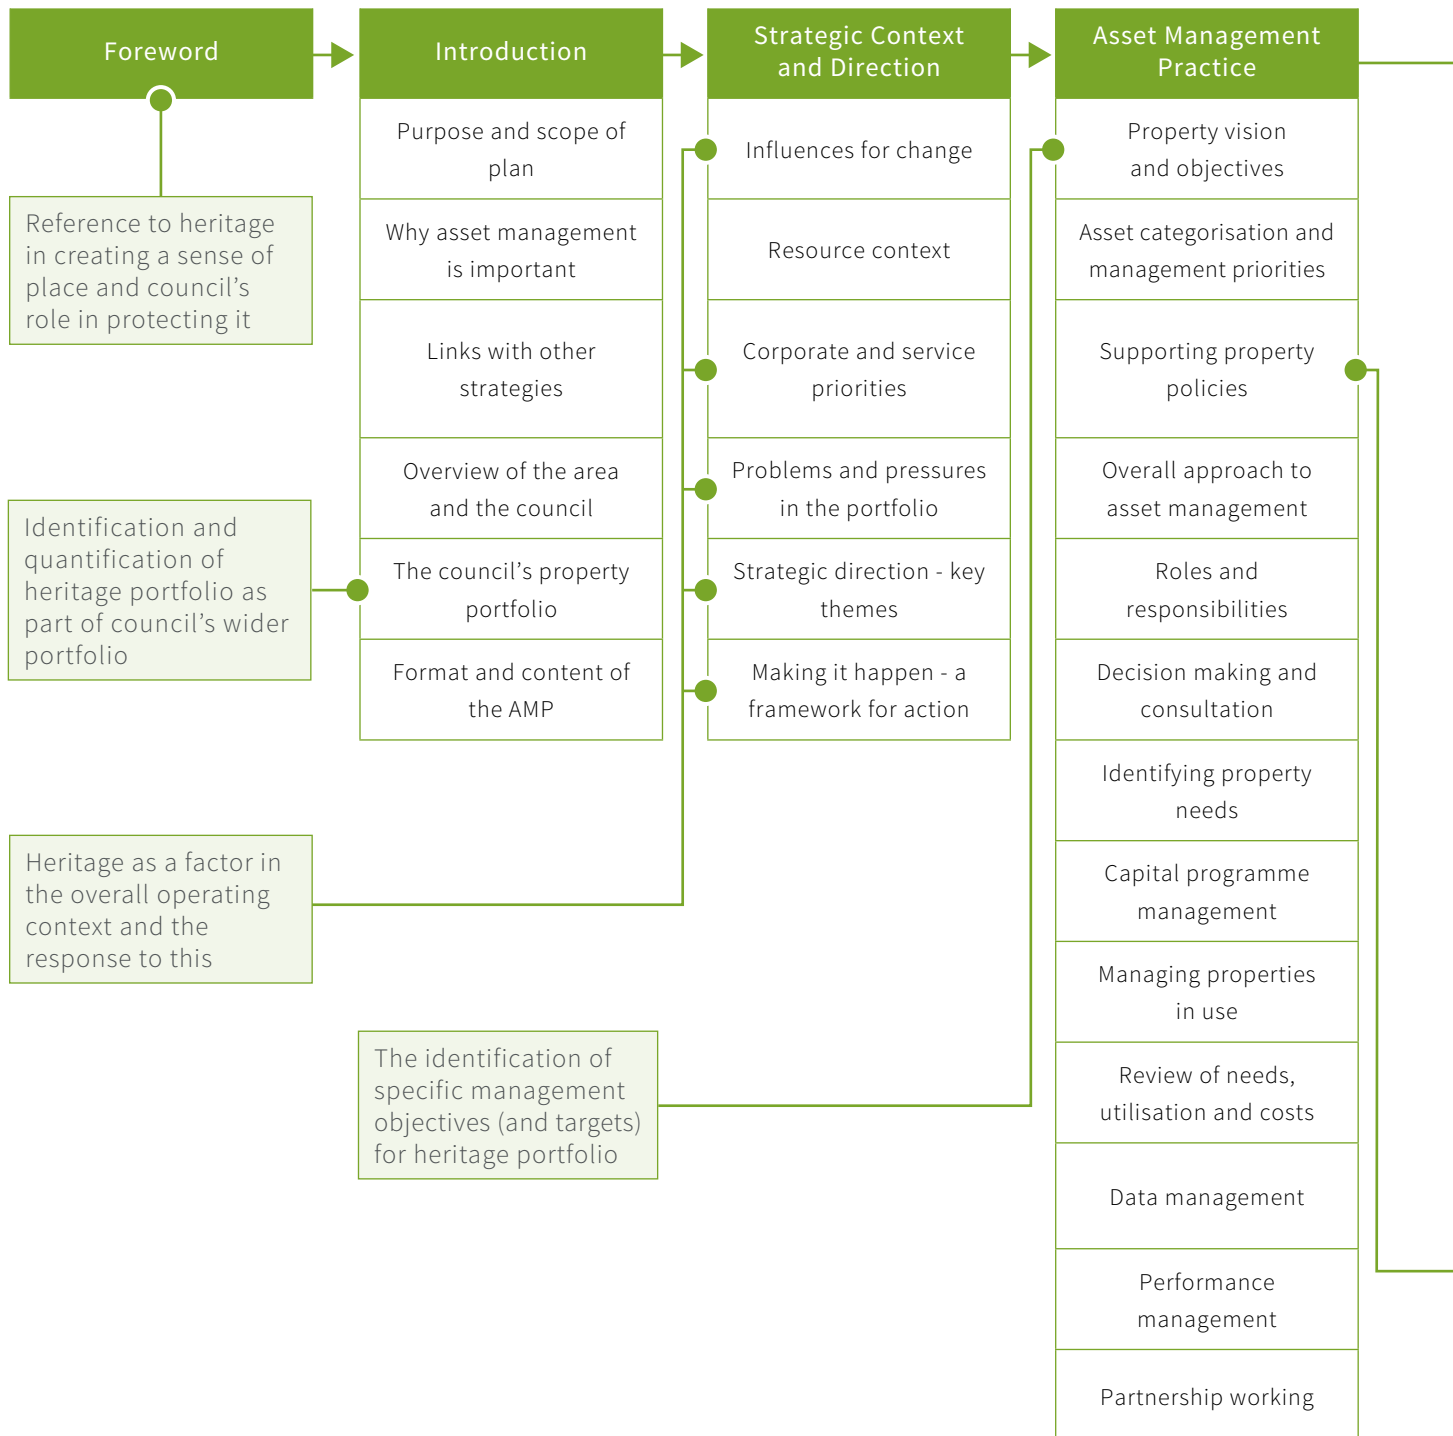 Foreword
Reference to heritage
in creating a sense of
place and council's
role in protecting it
Identification and
quantification of
heritage portfolio as
part of council's wider
portfolio
Heritage as a factor in
the overall operating
context and the
response to this
Introduction
Purpose and scope of
plan
Why asset management
is important
Links with other
strategies
Overview of the area
and the council
The council's property
portfolio
Format and content of
the AMP
The identification of
specific management
objectives (and targets)
for heritage portfolio
Strategic Context
and Direction
Influences for change
Resource context
Corporate and service
priorities
Problems and pressures
in the portfolio
Strategic direction - key
themes
Making it happen - a
framework for action
Asset Management
Practice
Property vision
and objectives
Asset categorisation and
management priorities
Supporting property
policies
Overall approach to
asset management
Roles and
responsibilities
Decision making and
consultation
Identifying property
needs
Capital programme
management
Managing properties
in use
Review of needs,
utilisation and costs
Data management
Performance
management
Partnership working